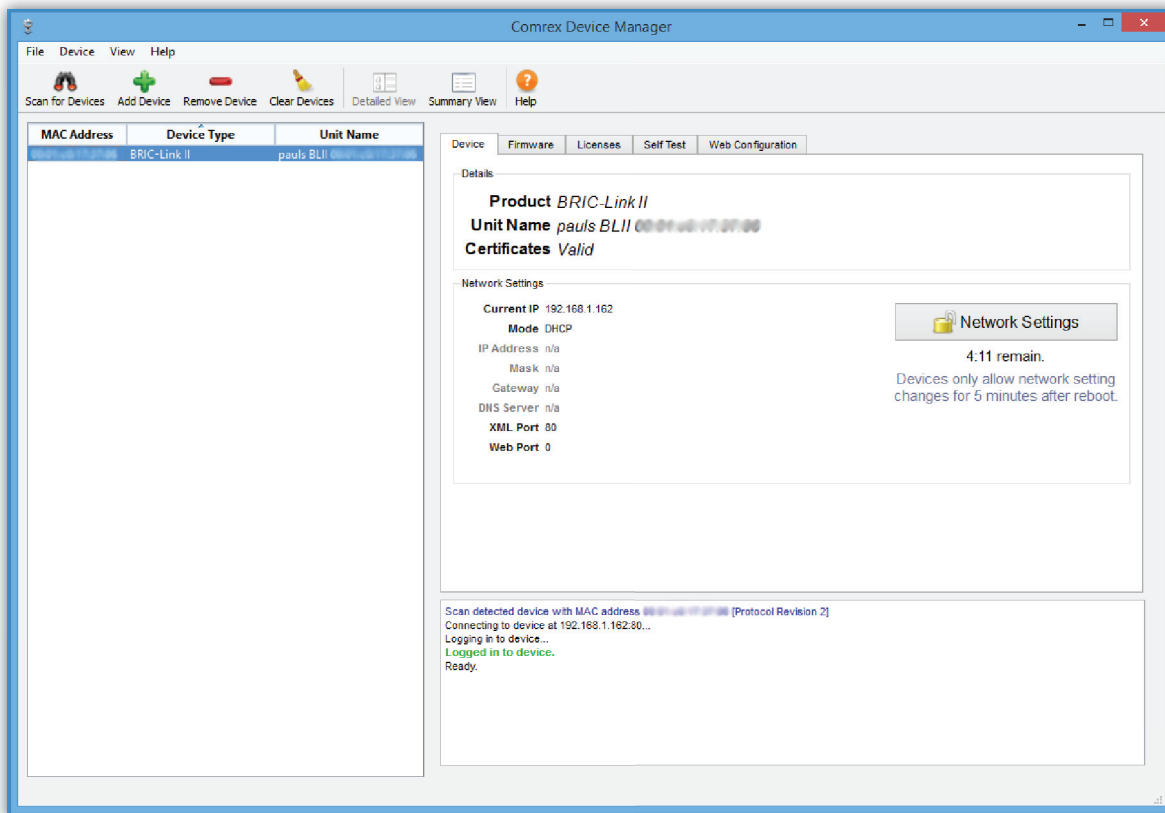 Comrex Device Manager
File Device View Help
Scan for Devices Add Device Remove Device Clear Devices Detailed View Summary View Help
MAC Address Device Type Unit Name
BRIC-Link II pauls BLII
Device Firmware Licenses Self Test Web Configuration
Details
Product BRIC-Link II
Unit Name pauls BLII
Certificates Valid
Network Settings
Current IP 192.168.1.162
Mode DHCP
IP Address n/a
Mask n/a
Gateway n/a
DNS Server n/a
XML Port 80
Web Port 0
Network Settings
4:11 remain.
Devices only allow network setting
changes for 5 minutes after reboot.
Scan detected device with MAC address [Protocol Revision 2]
Connecting to device at 192.168.1.162:80...
Logging in to device...
Logged in to device.
Ready.